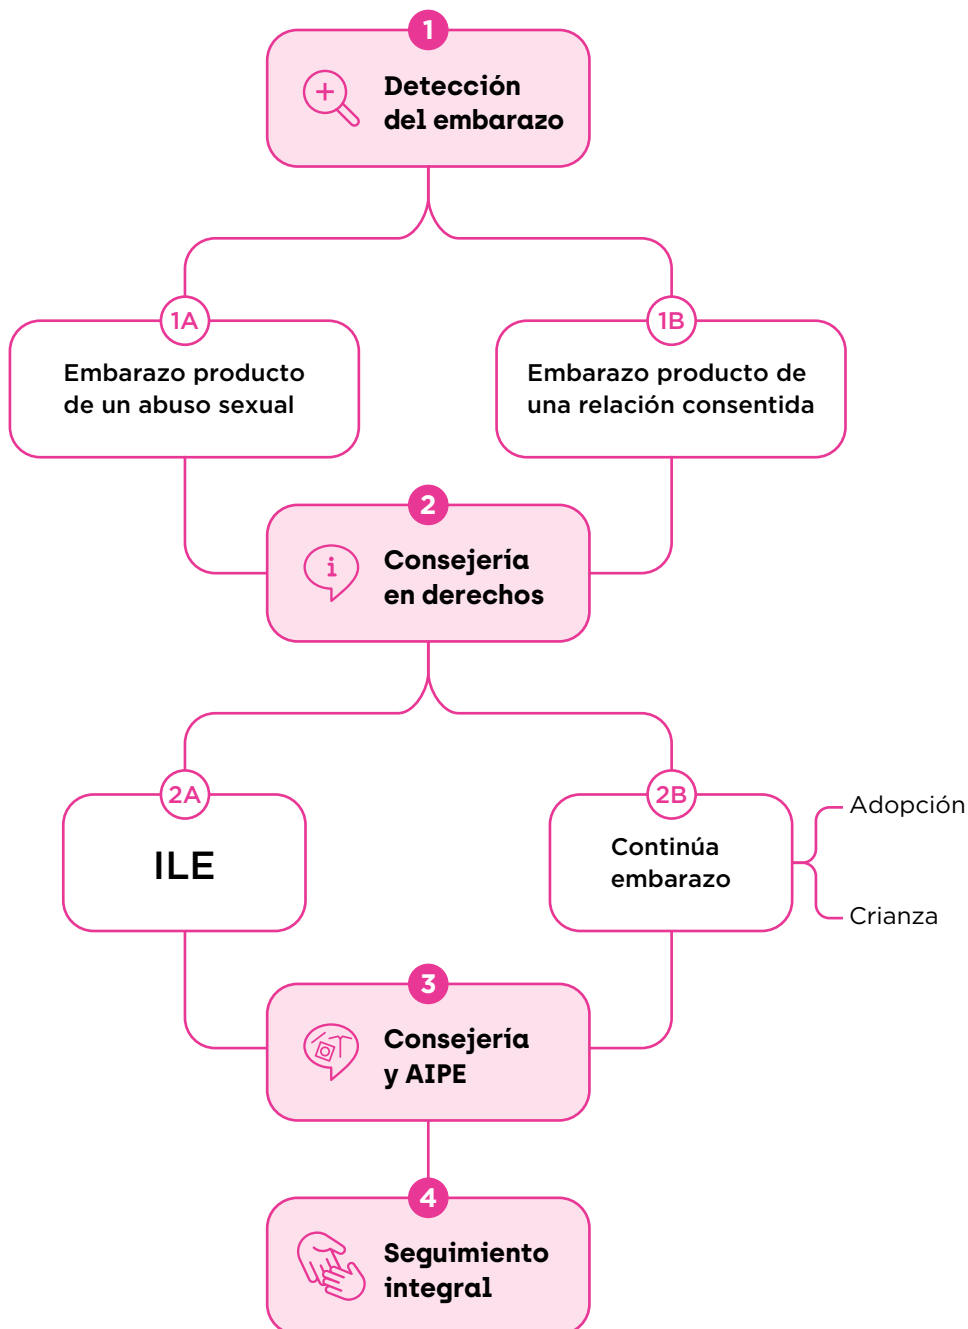 1
Detección
del embarazo
1A
Embarazo producto
de un abuso sexual
1B
Embarazo producto de
una relación consentida
2
i
Consejería
en derechos
2A
ILE
2B
Continúa
embarazo
Adopción
Crianza
3
Consejería
y AIPE
4
Seguimiento
integral